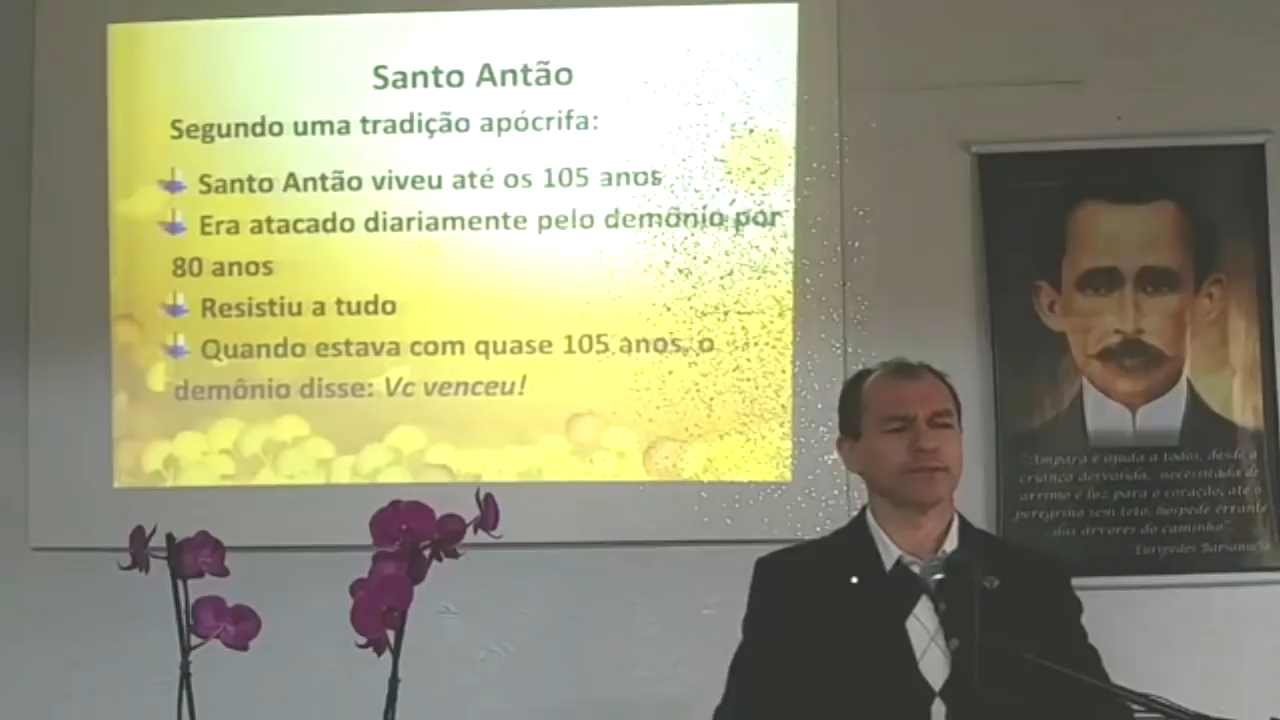 Santo Antão
Segundo uma tradição apócrifa:
Santo Antão viveu até os 105 anos
Era atacado diariamente pelo demônio por
80 anos
Resistiu a tudo
Quando estava com quase 105 anos, o
demônio disse: Vc venceu!
"Ampara e ajuda a todos, desde a
criança desvalida, necessitada de
arrimo e luz para o coração, até o
peregrino sem teto, hóspede errante
das árvores do caminho".
Eurípedes Barsanulfo